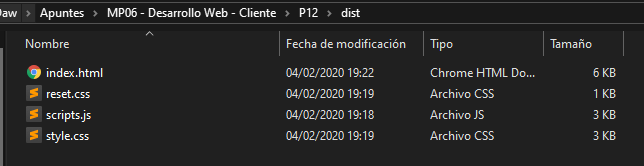 Daw > Apuntes > MP06 - Desarrollo Web - Cliente > P12 > dist
Nombre Fecha de modificación Tipo Tamaño
index.html 04/02/2020 19:22 Chrome HTML Do... 6 KB
reset.css 04/02/2020 19:19 Archivo CSS 1 KB
scripts.js 04/02/2020 19:18 Archivo JS 3 KB
style.css 04/02/2020 19:19 Archivo CSS 3 KB